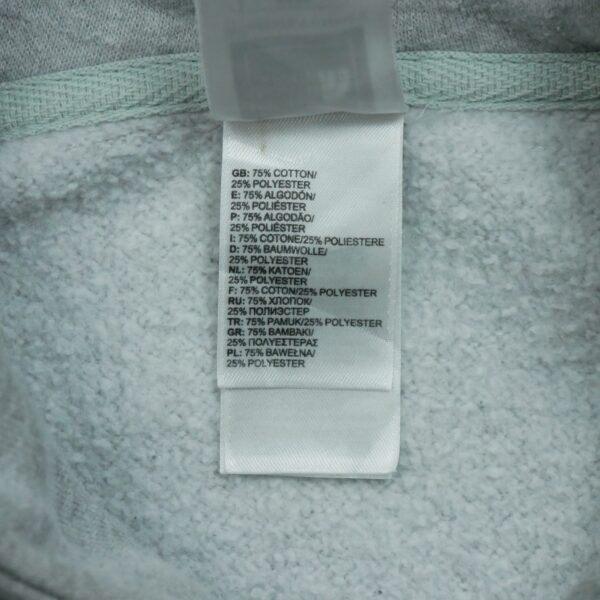 GB: 75% COTTON/
25% POLYESTER
E: 75% ALGODÓN/
25% POLIÉSTER
P: 75% ALGODÃO/
25% POLIÉSTER
I: 75% COTONE/25% POLIESTERE
D: 75% BAUMWOLLE/
25% POLYESTER
NL: 75% KATOEN/
25% POLYESTER
F: 75% COTON/25% POLYESTER
RU: 75% ХЛОПОК/
25% ПОЛИЭСТЕР
TR: 75% PAMUK/25% POLYESTER
GR: 75% ΒΑΜΒΑΚΙ/
25% ΠΟΛΥΕΣΤΕΡΑΣ
PL: 75% BAWEŁNA/
25% POLYESTER